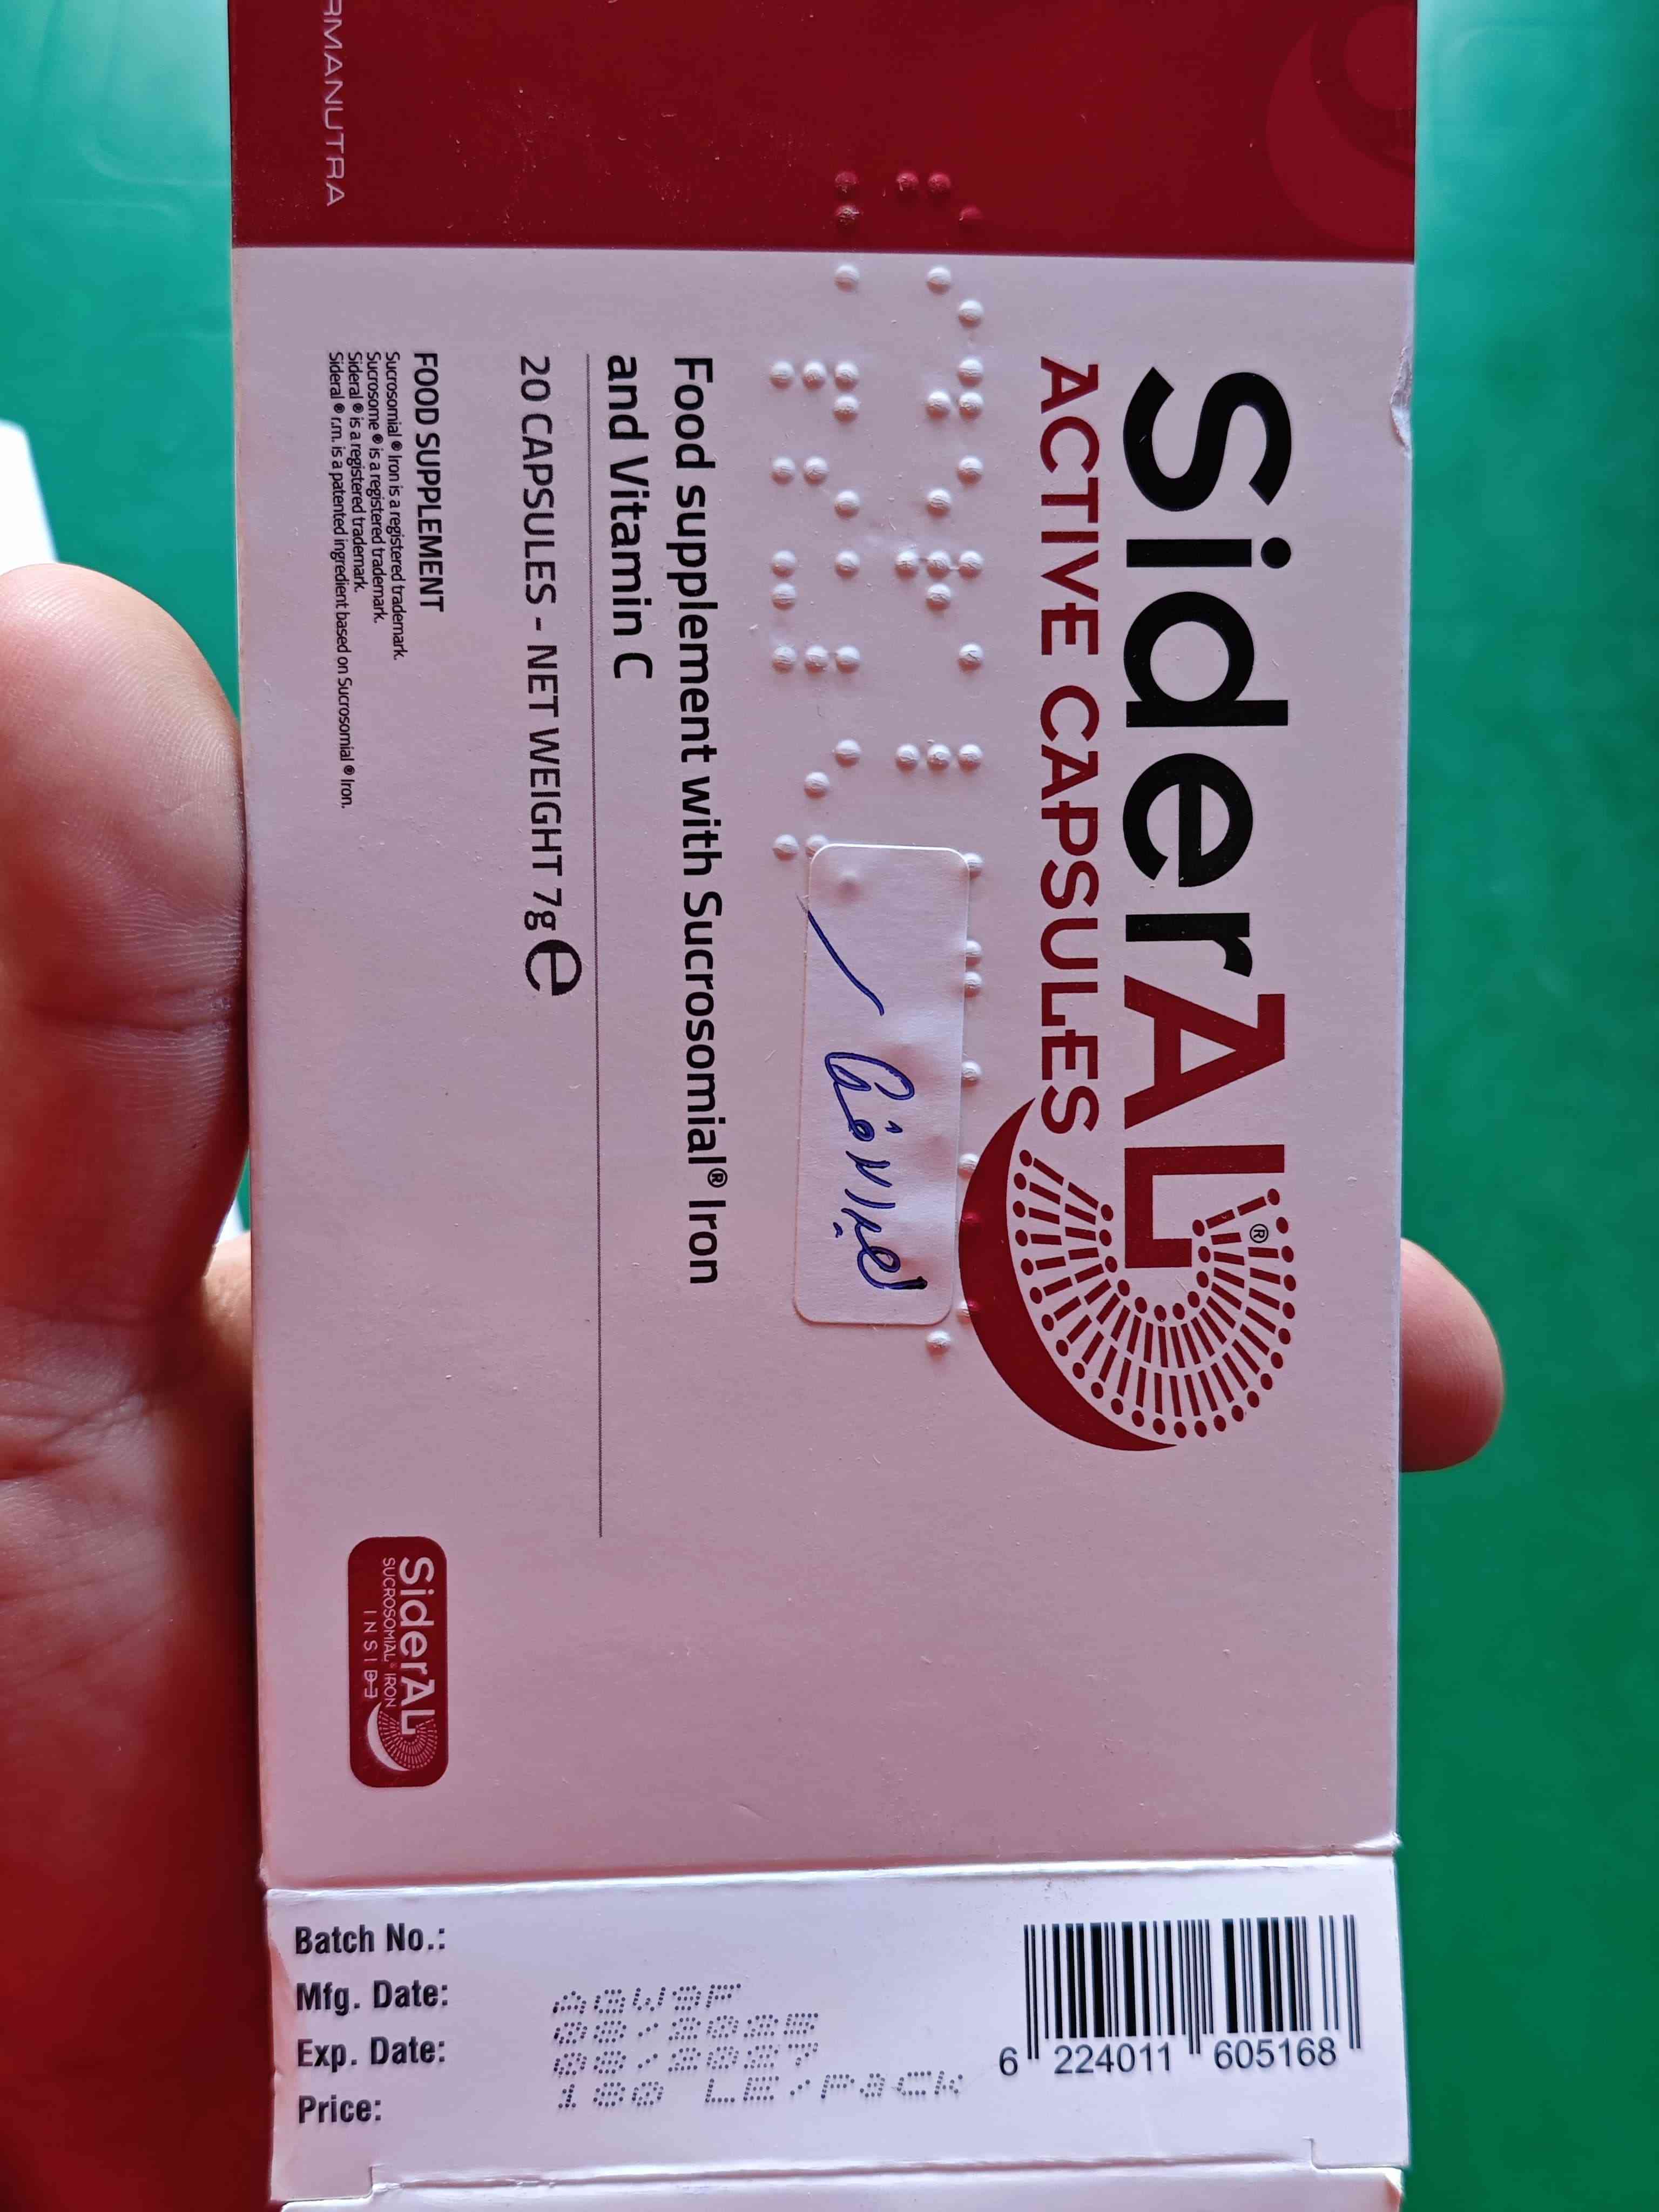 SiderAL®
ACTIVE CAPSULES
Food supplement with Sucrosomial® Iron
and Vitamin C
20 CAPSULES - NET WEIGHT 7g e
FOOD SUPPLEMENT
Sucrosomial® Iron is a registered trademark.
Sucrosome® is a registered trademark.
Sideral® is a registered trademark.
Sideral® r.m. is a patented ingredient based on Sucrosomial® Iron.
RMANUTRA
SiderAL
SUCROSOMIAL® IRON
INSIDE
Batch No.:
Mfg. Date:
Exp. Date:
Price:
08/2025
08/2027
180 LE/Pack
6 224011 605168